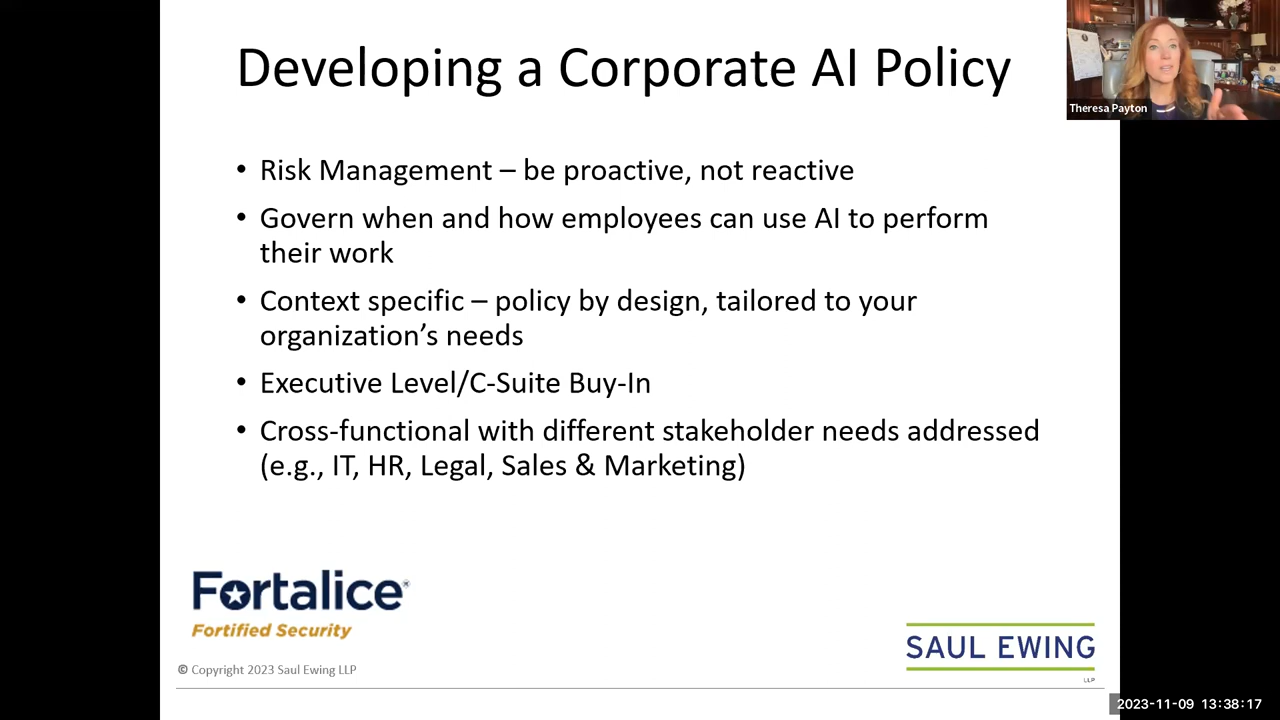 Developing a Corporate AI Policy
Theresa Payton
• Risk Management – be proactive, not reactive
• Govern when and how employees can use AI to perform
their work
• Context specific – policy by design, tailored to your
organization’s needs
• Executive Level/C-Suite Buy-In
• Cross-functional with different stakeholder needs addressed
(e.g., IT, HR, Legal, Sales & Marketing)
Fortalice®
Fortified Security
SAUL EWING
LLP
© Copyright 2023 Saul Ewing LLP
2023-11-09 13:38:17